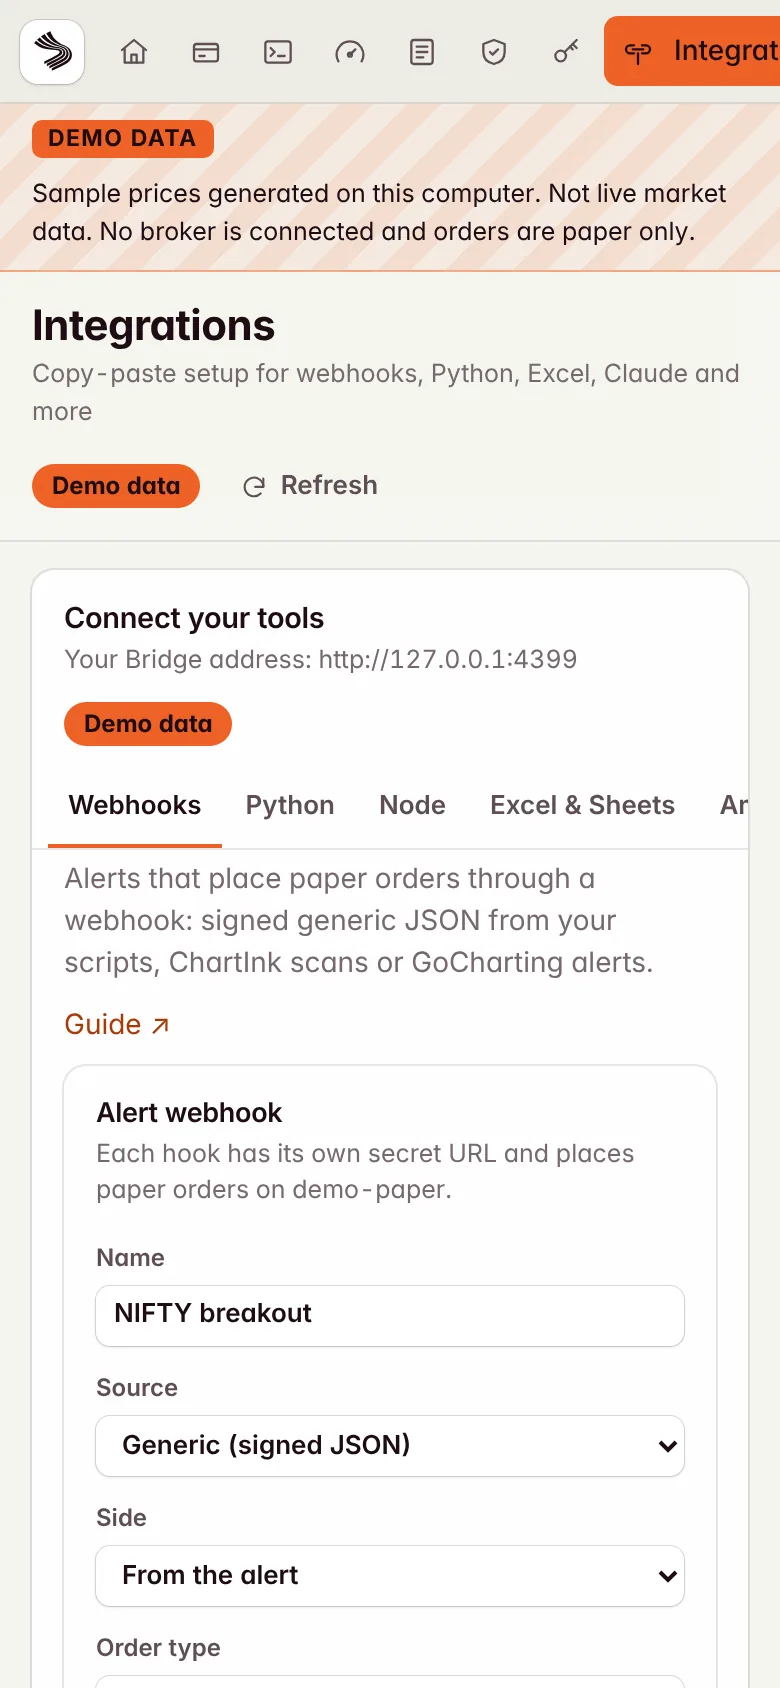 Integrat
DEMO DATA
Sample prices generated on this computer. Not live market
data. No broker is connected and orders are paper only.
Integrations
Copy-paste setup for webhooks, Python, Excel, Claude and
more
Demo data
Refresh
Connect your tools
Your Bridge address: http://127.0.0.1:4399
Demo data
Webhooks Python Node Excel & Sheets Ar
Alerts that place paper orders through a
webhook: signed generic JSON from your
scripts, ChartInk scans or GoCharting alerts.
Guide ↗
Alert webhook
Each hook has its own secret URL and places
paper orders on demo-paper.
Name
NIFTY breakout
Source
Generic (signed JSON)
Side
From the alert
Order type